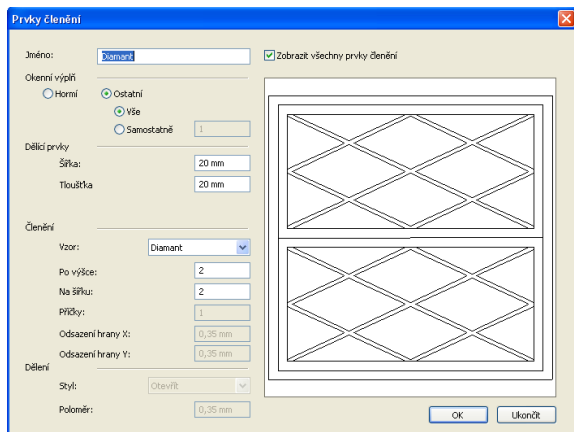 Prvky členění
Jméno:
Diamant
Zobrazit všechny prvky členění
Okenní výplň
Horní
Ostatní
Vše
Samostatně
1
Dělící prvky
Šířka:
20 mm
Tloušťka
20 mm
Členění
Vzor:
Diamant
Po výšce:
2
Na šířku:
2
Příčky:
1
Odsazení hrany X:
0,35 mm
Odsazení hrany Y:
0,35 mm
Dělení
Styl:
Otevřít
Poloměr:
0,35 mm
OK
Ukončit